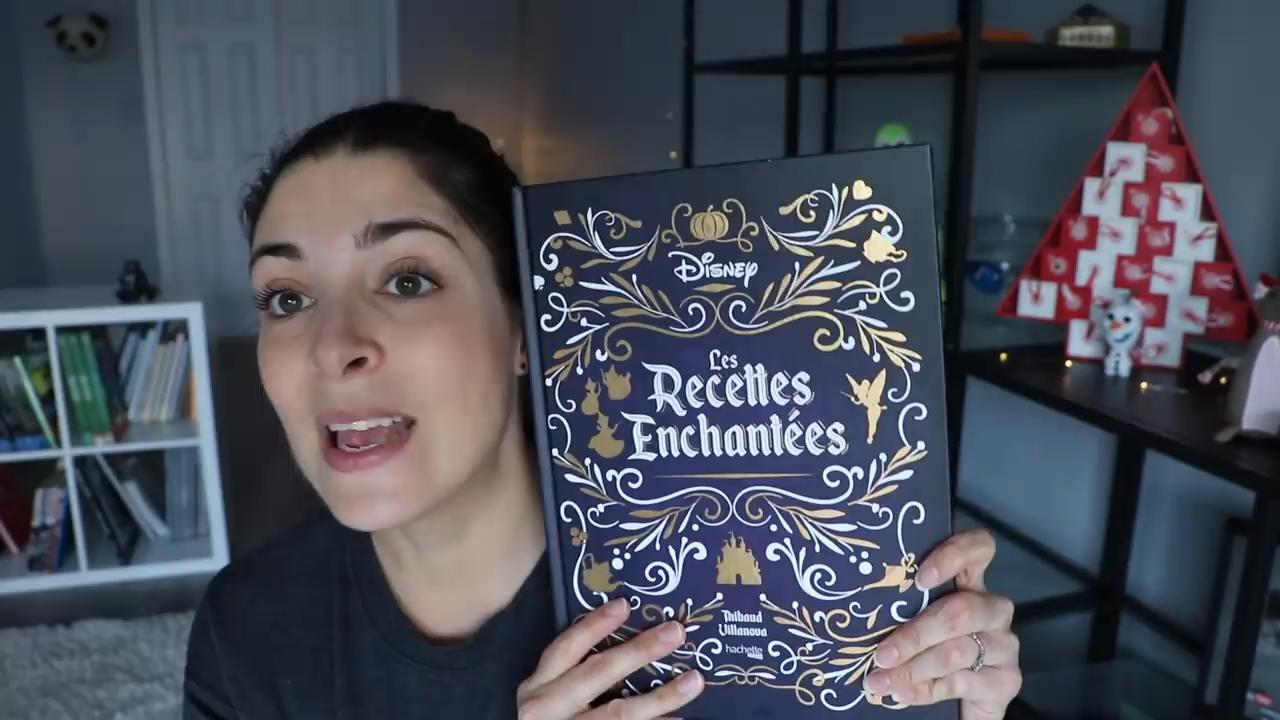 Disney
Les
Recettes
Enchantées
Thibaud
Villanova
hachette